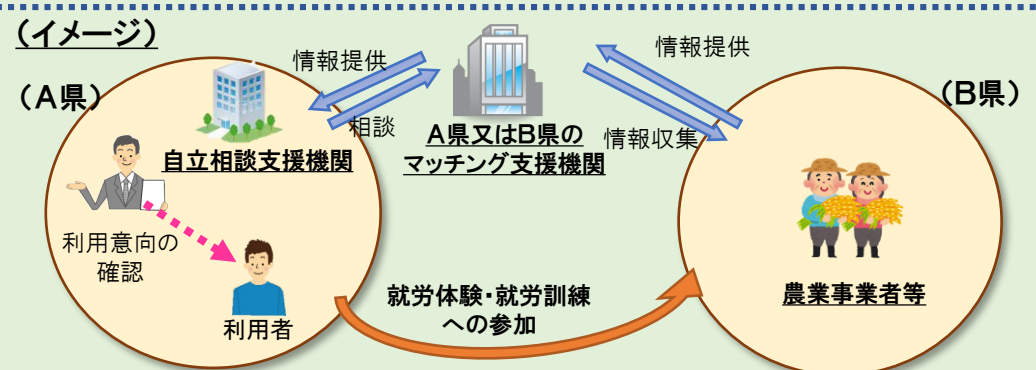 （イメージ）
（A県）
情報提供
相談
自立相談支援機関
利用意向の
確認
利用者
A県又はB県の
マッチング支援機関
情報提供
情報収集
就労体験・就労訓練
への参加
（B県）
農業事業者等